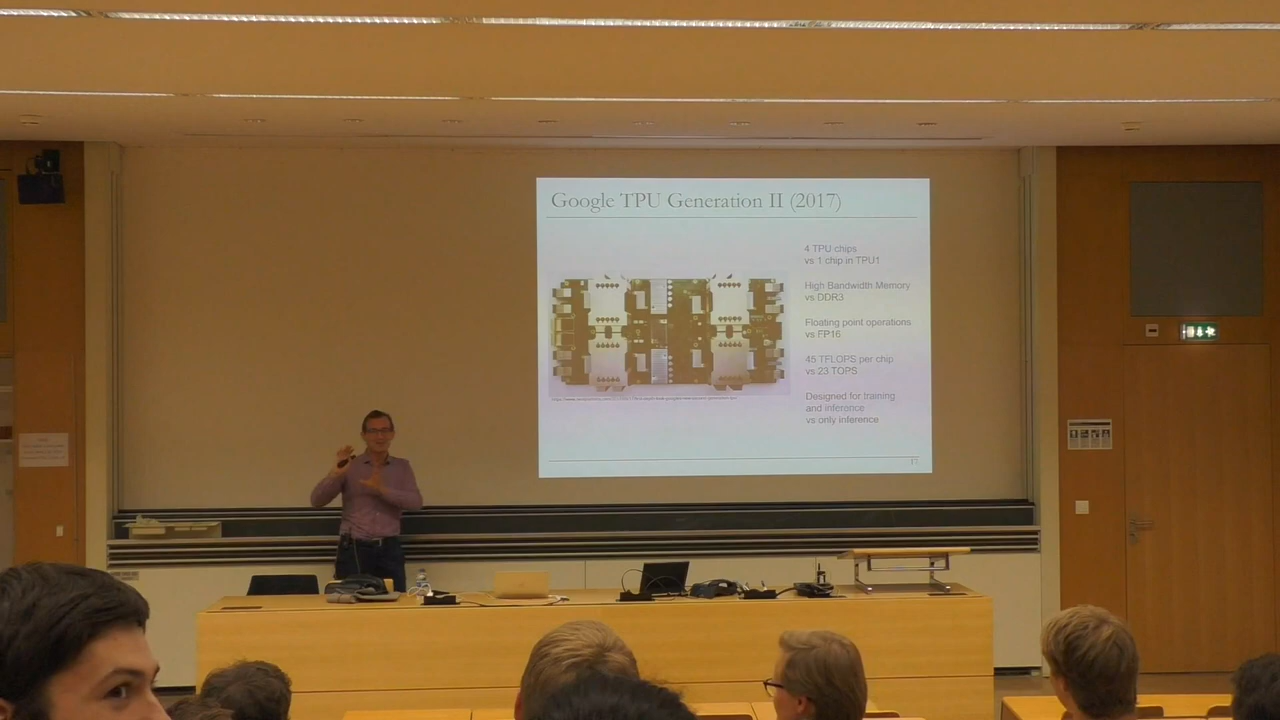 Google TPU Generation II (2017)
4 TPU chips
vs 1 chip in TPU1
High Bandwidth Memory
vs DDR3
Floating point operations
vs FP16
45 TFLOPS per chip
vs 23 TOPS
Designed for training
and inference
vs only inference
17